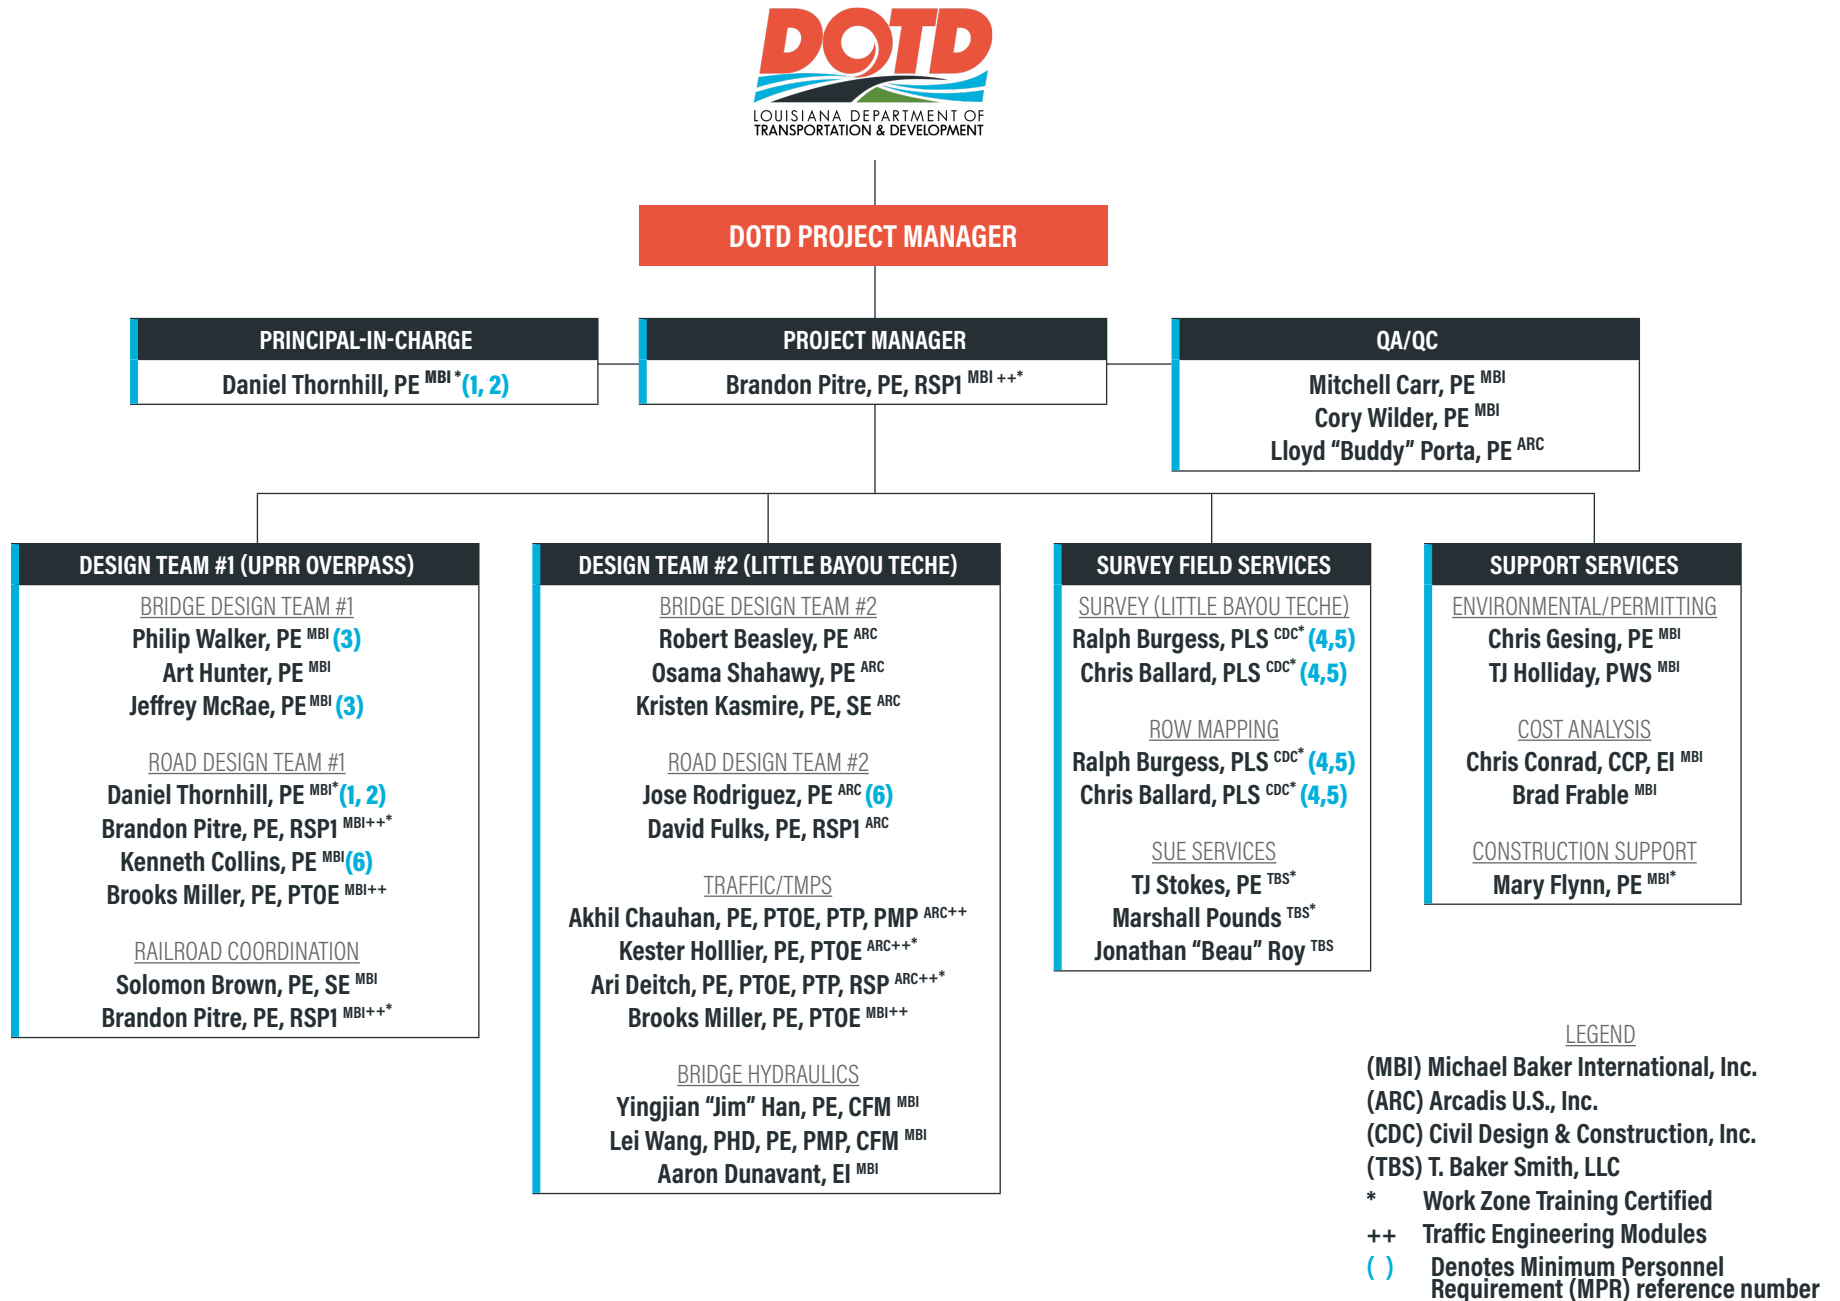 DOTD
LOUISIANA DEPARTMENT OF
TRANSPORTATION & DEVELOPMENT
DOTD PROJECT MANAGER
PRINCIPAL-IN-CHARGE
Daniel Thornhill, PE MBI *(1, 2)
PROJECT MANAGER
Brandon Pitre, PE, RSP1 MBI ++*
QA/QC
Mitchell Carr, PE MBI
Cory Wilder, PE MBI
Lloyd “Buddy” Porta, PE ARC
DESIGN TEAM #1 (UPRR OVERPASS)
BRIDGE DESIGN TEAM #1
Philip Walker, PE MBI (3)
Art Hunter, PE MBI
Jeffrey McRae, PE MBI (3)
ROAD DESIGN TEAM #1
Daniel Thornhill, PE MBI*(1, 2)
Brandon Pitre, PE, RSP1 MBI++*
Kenneth Collins, PE MBI(6)
Brooks Miller, PE, PTOE MBI++
RAILROAD COORDINATION
Solomon Brown, PE, SE MBI
Brandon Pitre, PE, RSP1 MBI++*
DESIGN TEAM #2 (LITTLE BAYOU TECHE)
BRIDGE DESIGN TEAM #2
Robert Beasley, PE ARC
Osama Shahawy, PE ARC
Kristen Kasmire, PE, SE ARC
ROAD DESIGN TEAM #2
Jose Rodriguez, PE ARC (6)
David Fulks, PE, RSP1 ARC
TRAFFIC/TMPS
Akhil Chauhan, PE, PTOE, PTP, PMP ARC++
Kester Holllier, PE, PTOE ARC++*
Ari Deitch, PE, PTOE, PTP, RSP ARC++*
Brooks Miller, PE, PTOE MBI++
BRIDGE HYDRAULICS
Yingjian “Jim” Han, PE, CFM MBI
Lei Wang, PHD, PE, PMP, CFM MBI
Aaron Dunavant, EI MBI
SURVEY FIELD SERVICES
SURVEY (LITTLE BAYOU TECHE)
Ralph Burgess, PLS CDC* (4,5)
Chris Ballard, PLS CDC* (4,5)
ROW MAPPING
Ralph Burgess, PLS CDC* (4,5)
Chris Ballard, PLS CDC* (4,5)
SUE SERVICES
TJ Stokes, PE TBS*
Marshall Pounds TBS*
Jonathan “Beau” Roy TBS
SUPPORT SERVICES
ENVIRONMENTAL/PERMITTING
Chris Gesing, PE MBI
TJ Holliday, PWS MBI
COST ANALYSIS
Chris Conrad, CCP, EI MBI
Brad Frable MBI
CONSTRUCTION SUPPORT
Mary Flynn, PE MBI*
LEGEND
(MBI) Michael Baker International, Inc.
(ARC) Arcadis U.S., Inc.
(CDC) Civil Design & Construction, Inc.
(TBS) T. Baker Smith, LLC
* Work Zone Training Certified
++ Traffic Engineering Modules
( ) Denotes Minimum Personnel
Requirement (MPR) reference number